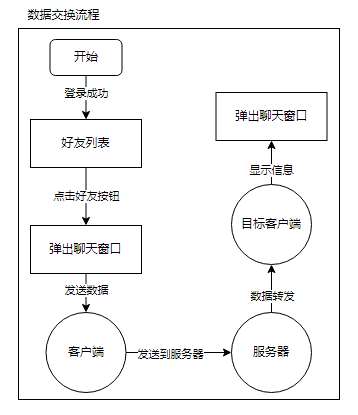 数据交换流程
开始
登录成功
好友列表
点击好友按钮
弹出聊天窗口
发送数据
客户端
发送到服务器
服务器
数据转发
目标客户端
显示信息
弹出聊天窗口